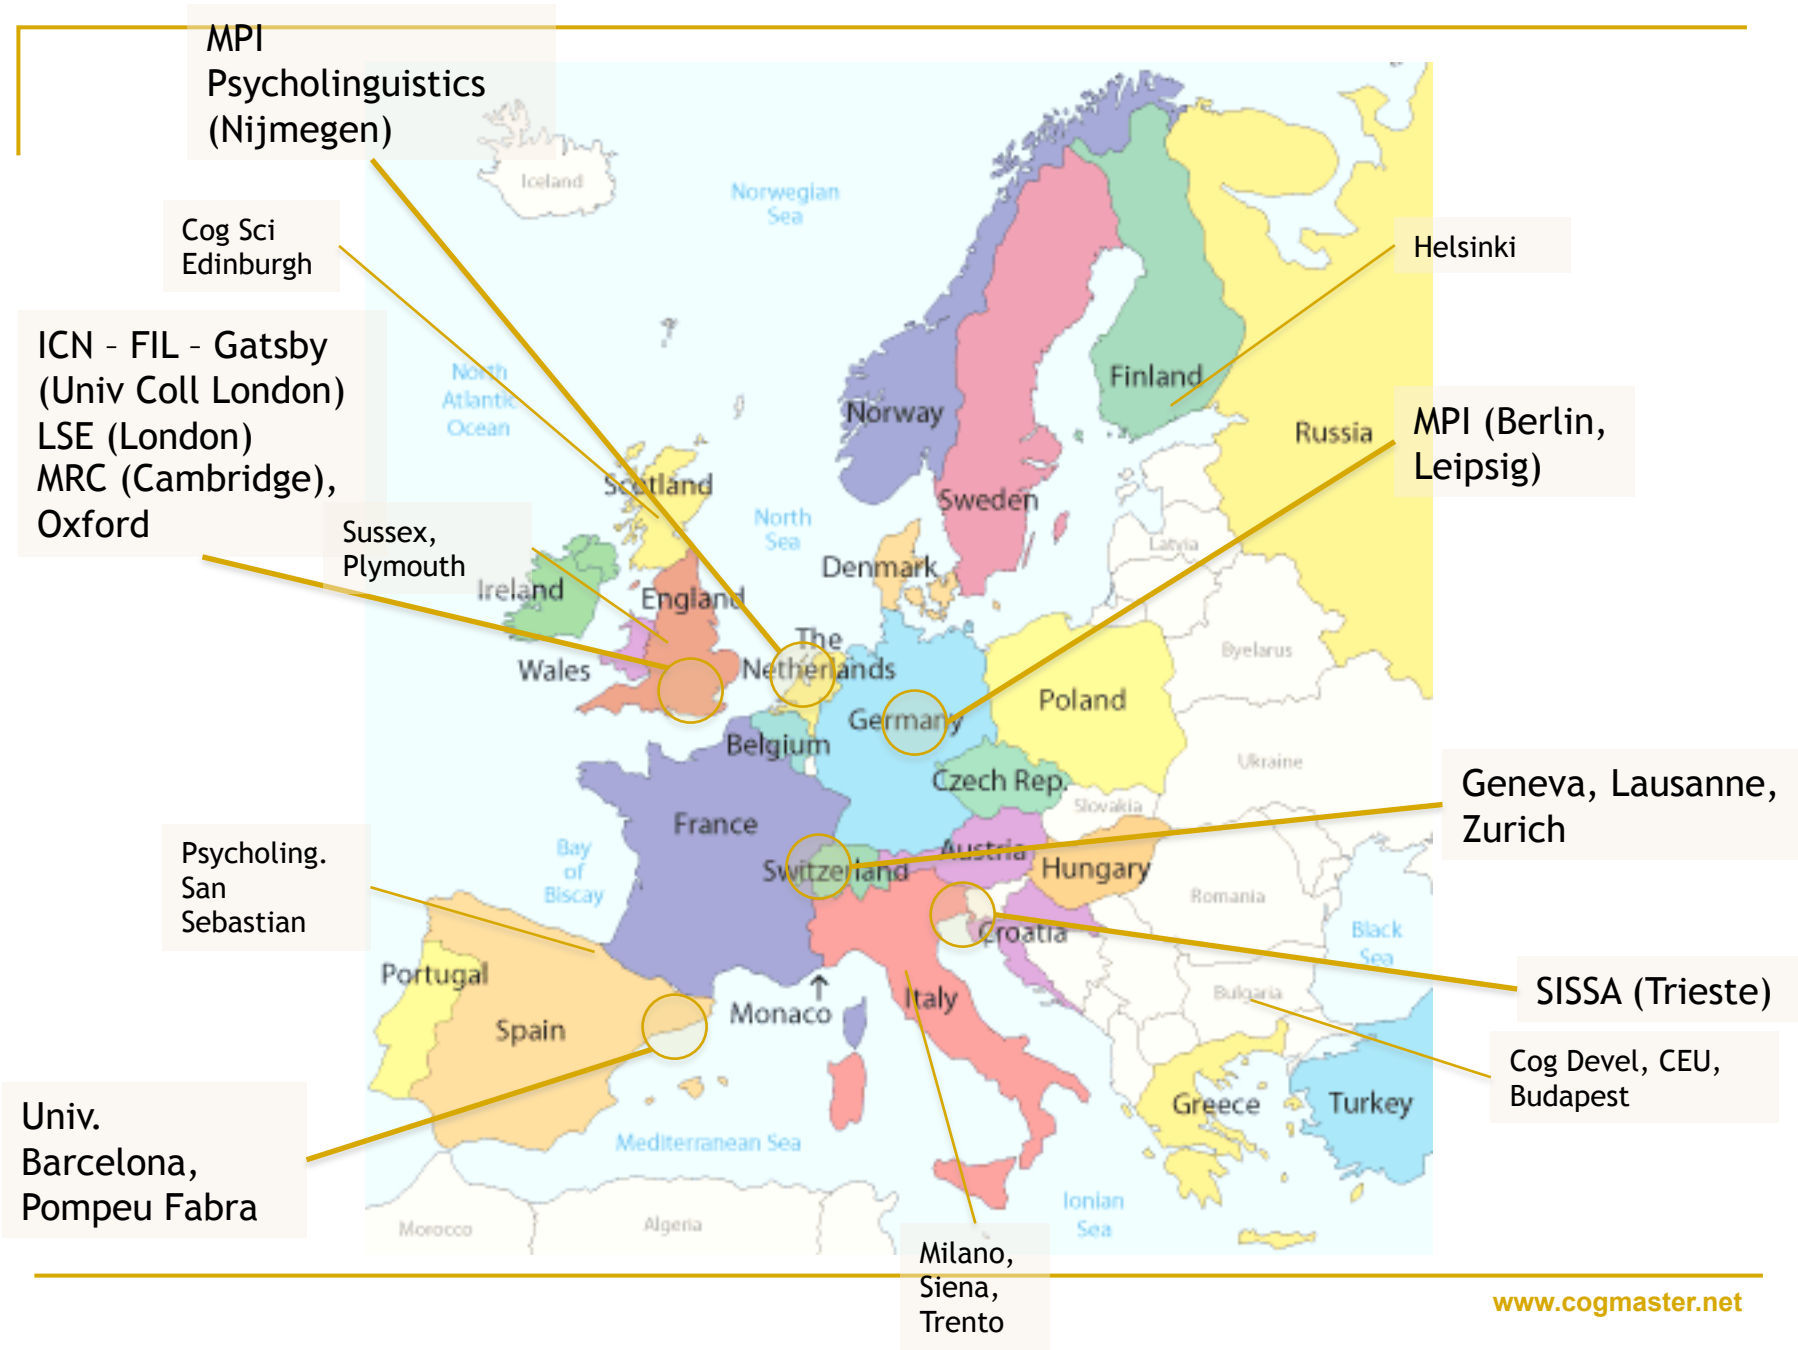 MPI
Psycholinguistics
(Nijmegen)
Cog Sci
Edinburgh
ICN – FIL – Gatsby
(Univ Coll London)
LSE (London)
MRC (Cambridge),
Oxford
Sussex,
Plymouth
Psycholing.
San
Sebastian
Univ.
Barcelona,
Pompeu Fabra
Milano,
Siena,
Trento
Helsinki
MPI (Berlin,
Leipsig)
Geneva, Lausanne,
Zurich
SISSA (Trieste)
Cog Devel, CEU,
Budapest
Iceland
Norwegian
Sea
North
Atlantic
Ocean
Finland
Norway
Russia
Scotland
Sweden
North
Sea
Latvia
Denmark
Ireland
England
The
Netherlands
Wales
Byelarus
Poland
Germany
Belgium
Czech Rep.
Ukraine
Slovakia
France
Bay
of
Biscay
Switzerland
Austria
Hungary
Romania
Croatia
Black
Sea
Portugal
Spain
Monaco
Italy
Bulgaria
Greece
Turkey
Mediterranean Sea
Ionian
Sea
Morocco
Algeria
www.cogmaster.net